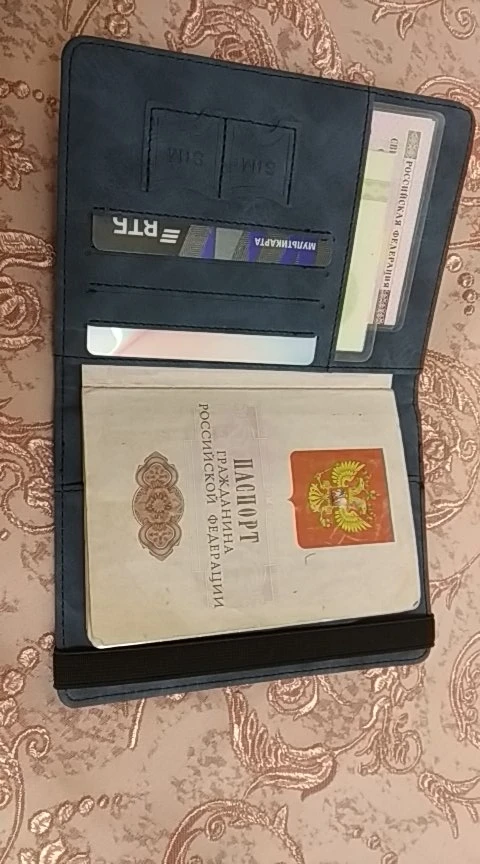 SIM
SIM
ВТБ
МУЛЬТИКАРТА
РОССИЙСКАЯ ФЕДЕРАЦИЯ
ПАСПОРТ
ГРАЖДАНИНА
РОССИЙСКОЙ ФЕДЕРАЦИИ